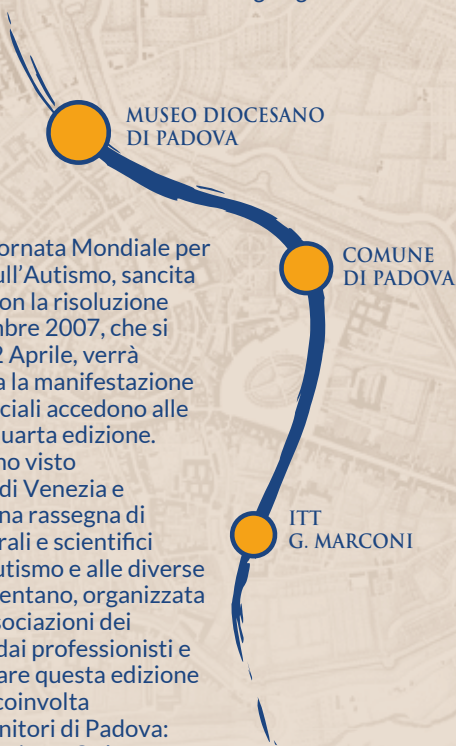 MUSEO DIOCESANO
DI PADOVA
COMUNE
DI PADOVA
ITT
G. MARCONI
ornata Mondiale per
ull'Autismo, sancita
on la risoluzione
mbre 2007, che si
2 Aprile, verrà
a la manifestazione
ciali accedono alle
uarta edizione.
no visto
di Venezia e
na rassegna di
rali e scientifici
utismo e alle diverse
entano, organizzata
sociazioni dei
dai professionisti e
are questa edizione
coinvolta
nitori di Padova: